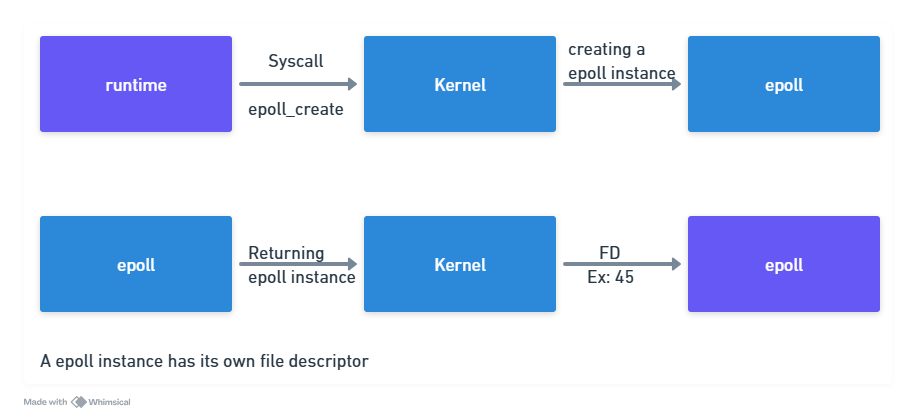 runtime
Syscall
epoll_create
Kernel
creating a
epoll instance
epoll
epoll
Returning
epoll instance
Kernel
FD
Ex: 45
epoll
A epoll instance has its own file descriptor
Made with Whimsical